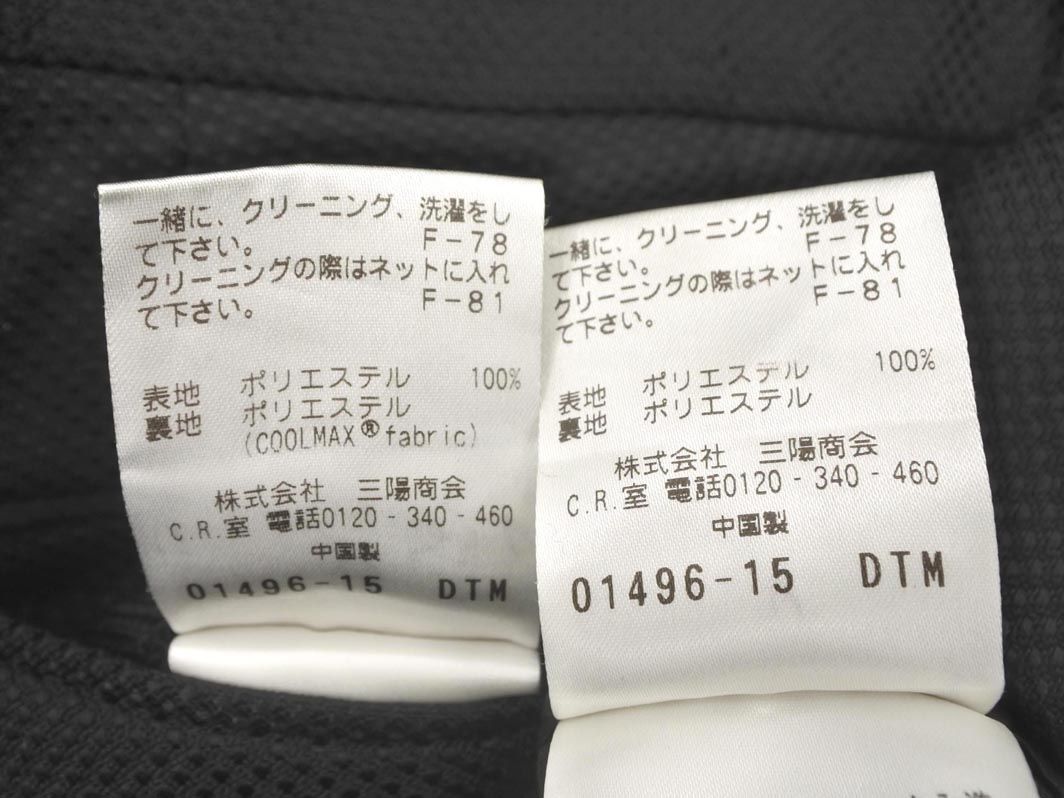 一緒に、クリーニング、洗濯をし
て下さい。 F-78
クリーニングの際はネットに入れ
て下さい。 F-81
表地 ポリエステル 100%
裏地 ポリエステル
(COOLMAX®fabric)
株式会社 三陽商会
C.R.室 電話0120-340-460
中国製
01496-15 DTM
一緒に、クリーニング、洗濯をし
て下さい。 F-78
クリーニングの際はネットに入れ
て下さい。 F-81
表地 ポリエステル 100%
裏地 ポリエステル
株式会社 三陽商会
C.R.室 電話0120-340-460
中国製
01496-15 DTM